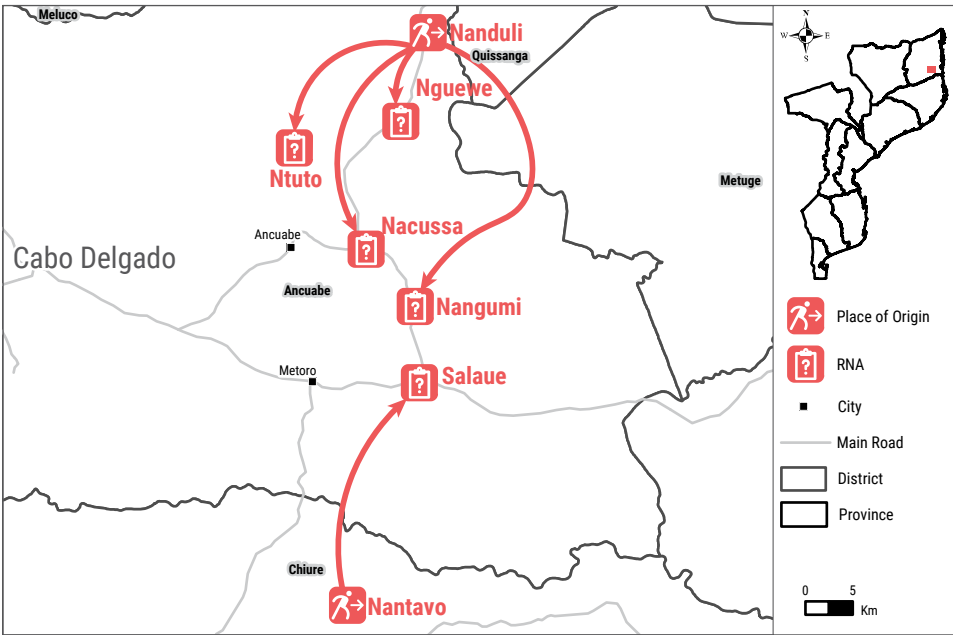 Meluco
Nanduli
Quissanga
Nguewe
Ntuto
Metuge
Nacussa
Ancuabe
Cabo Delgado
Ancuabe
Nangumi
Metoro
Salaue
Chiure
Nantavo
N
W E
S
Place of Origin
?
RNA
City
Main Road
District
Province
0 5
Km